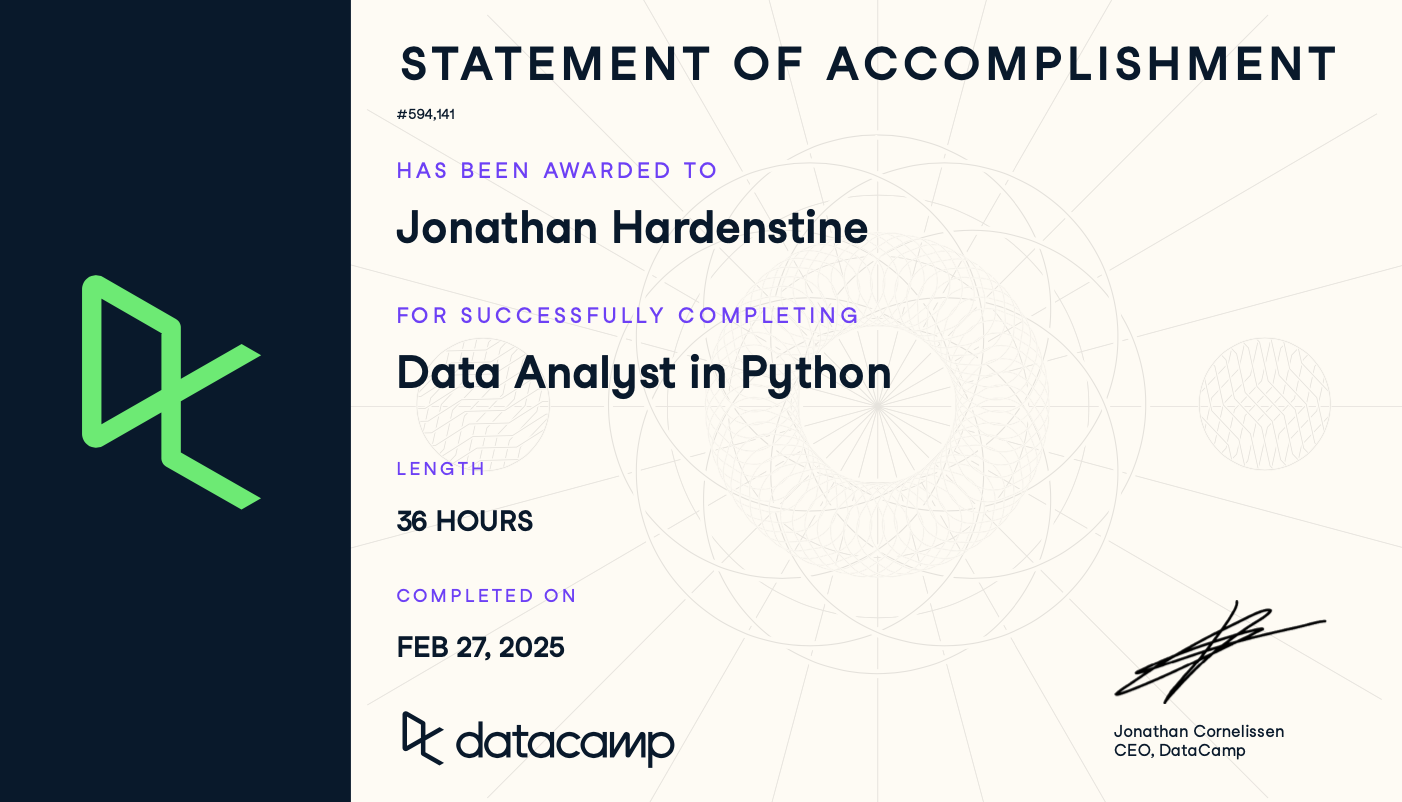 STATEMENT OF ACCOMPLISHMENT
#594,141
HAS BEEN AWARDED TO
Jonathan Hardenstine
FOR SUCCESSFULLY COMPLETING
Data Analyst in Python
LENGTH
36 HOURS
COMPLETED ON
FEB 27, 2025
datacamp
Jonathan Cornelissen
CEO, DataCamp